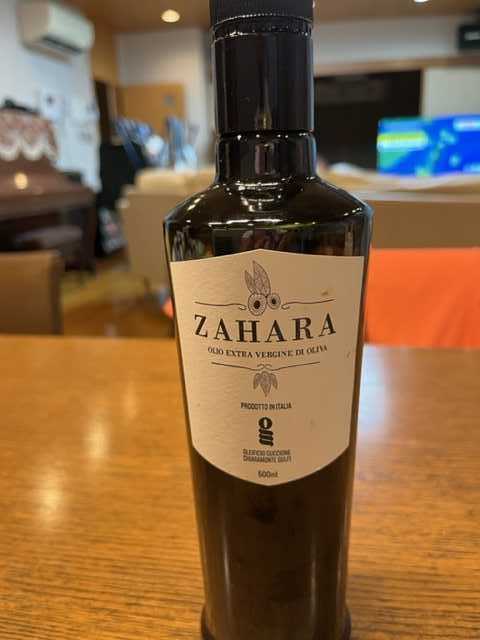 ZAHARA
OLIO EXTRA VERGINE DI OLIVA
PRODOTTO IN ITALIA
OLEIFICIO GUCCIONE
CHIARAMONTE GULFI
500ml